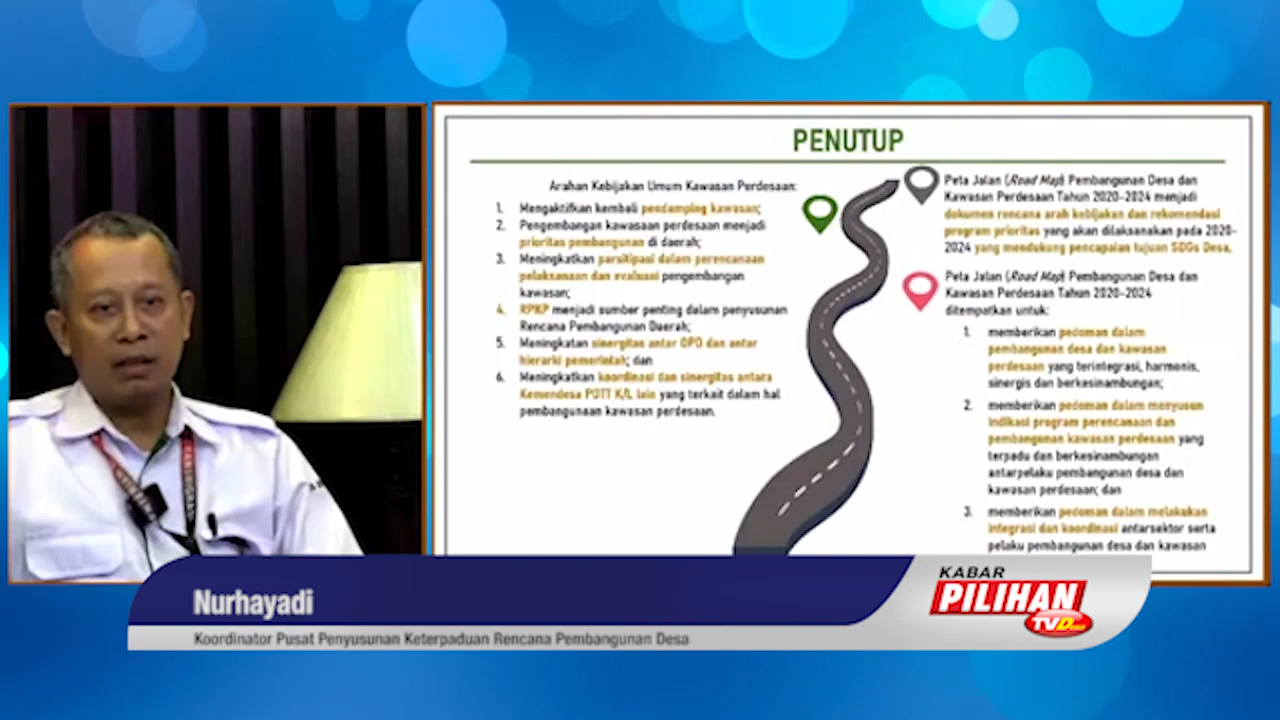 PENUTUP
Arahan Kebijakan Umum Kawasan Perdesaan:
1. Mengaktifkan kembali pendamping kawasan;
2. Pengembangan kawasaan perdesaan menjadi
prioritas pembangunan di daerah;
3. Meningkatkan parsitipasi dalam perencanaan
pelaksanaan dan evaluasi pengembangan
kawasan;
4. RPKP menjadi sumber penting dalam penyusunan
Rencana Pembangunan Daerah;
5. Meningkatan sinergitas antar OPD dan antar
hierarki pemerintah; dan
6. Meningkatkan koordinasi dan sinergitas antara
Kemendesa PDTT K/L lain yang terkait dalam hal
pembangunaan kawasan perdesaan.
Peta Jalan (Road Map) Pembangunan Desa dan
Kawasan Perdesaan Tahun 2020-2024 menjadi
dokumen rencana arah kebijakan dan rekomendasi
program prioritas yang akan dilaksanakan pada 2020-
2024 yang mendukung pencapaian tujuan SDGs Desa.
Peta Jalan (Road Map) Pembangunan Desa dan
Kawasan Perdesaan Tahun 2020-2024
ditempatkan untuk:
1. memberikan pedoman dalam
pembangunan desa dan kawasan
perdesaan yang terintegrasi, harmonis,
sinergis dan berkesinambungan;
2. memberikan pedoman dalam menyusun
indikasi program perencanaan dan
pembangunan kawasan perdesaan yang
terpadu dan berkesinambungan
antarpelaku pembangunan desa dan
kawasan perdesaan; dan
3. memberikan pedoman dalam melakukan
integrasi dan koordinasi antarsektor serta
pelaku pembangunan desa dan kawasan
Nurhayadi
Koordinator Pusat Penyusunan Keterpaduan Rencana Pembangunan Desa
KABAR
PILIHAN
TVDesa